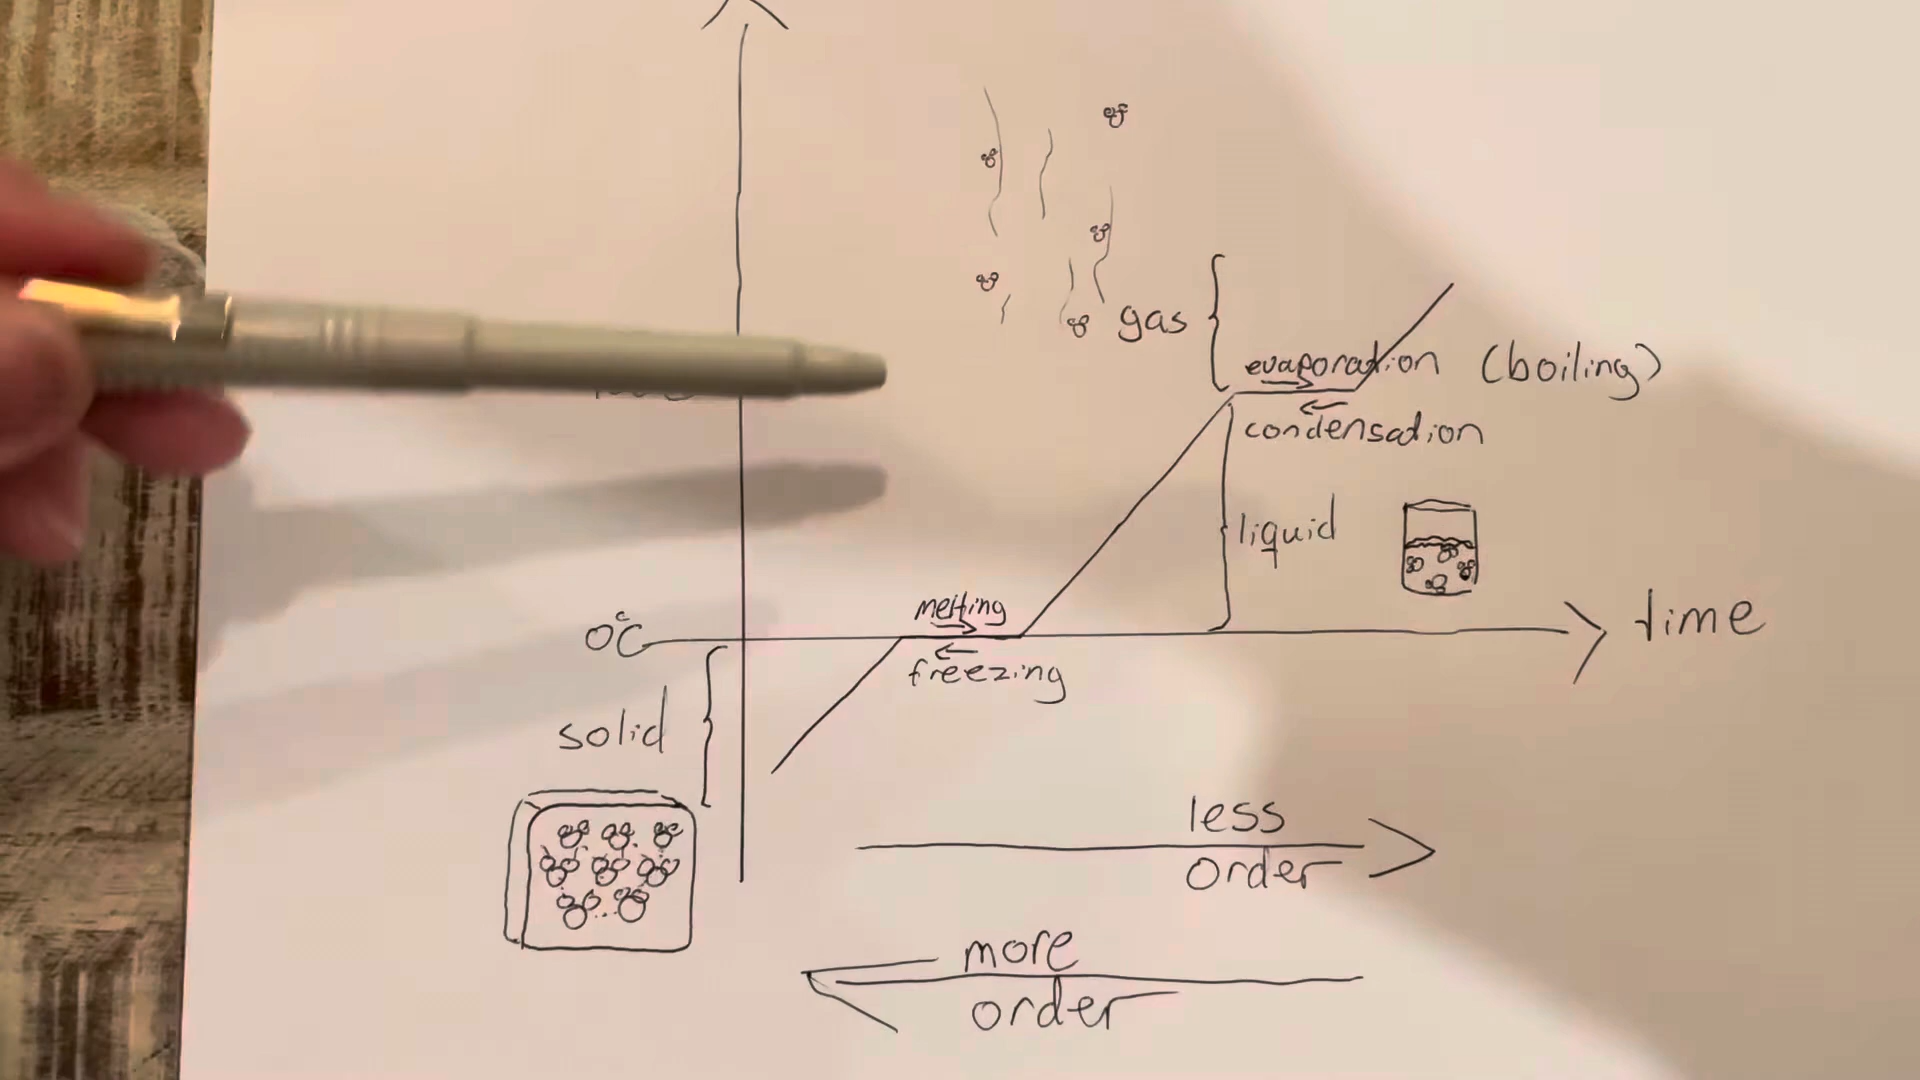 gas
evaporation (boiling)
condensation
liquid
melting
0°C
time
freezing
solid
less
order
more
order